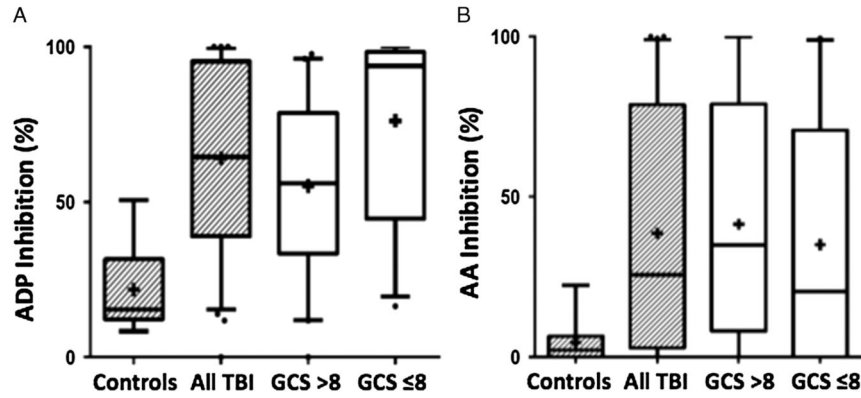 A
ADP Inhibition (%)
100
50
0
Controls All TBI GCS >8 GCS ≤8
B
AA Inhibition (%)
100
50
0
Controls All TBI GCS >8 GCS ≤8